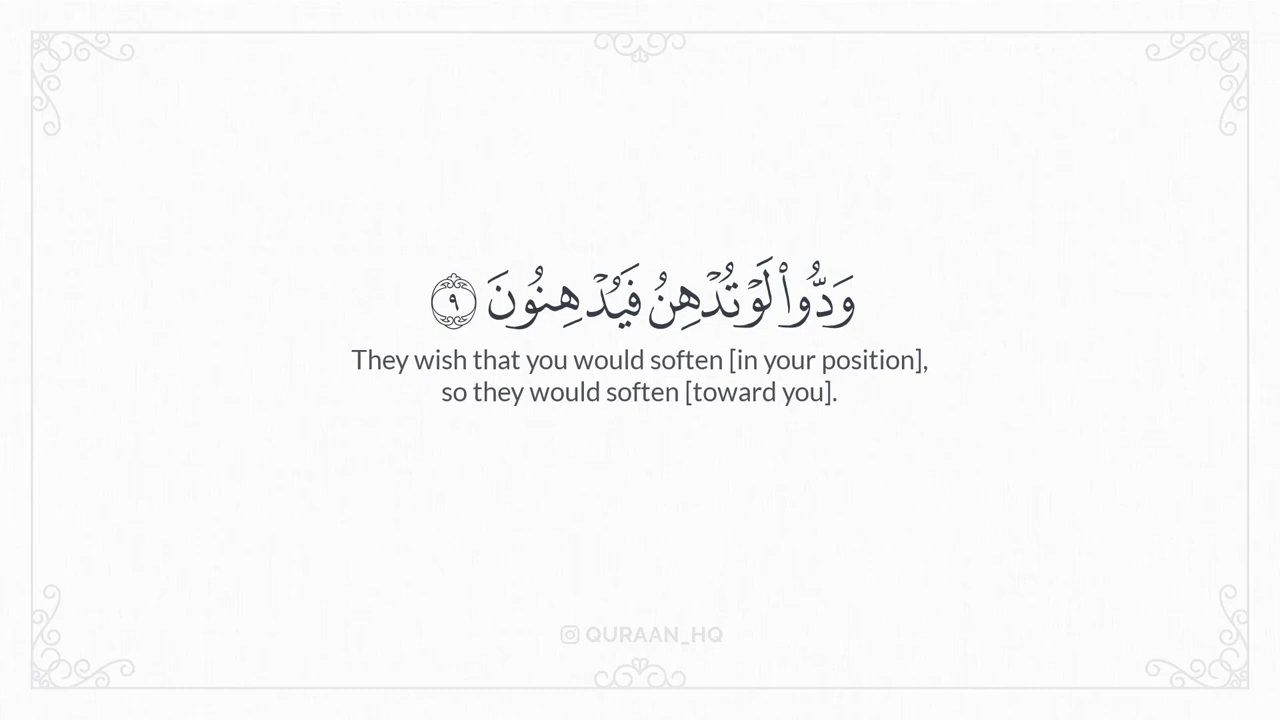 وَدُّوا۟ لَوْ تُدْهِنُ فَيُدْهِنُونَ ٩
They wish that you would soften [in your position],
so they would soften [toward you].
QURAAN_HQ